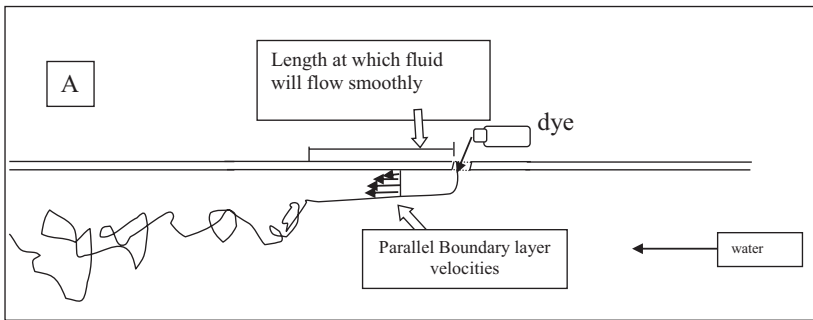 A
Length at which fluid
will flow smoothly
dye
Parallel Boundary layer
velocities
water